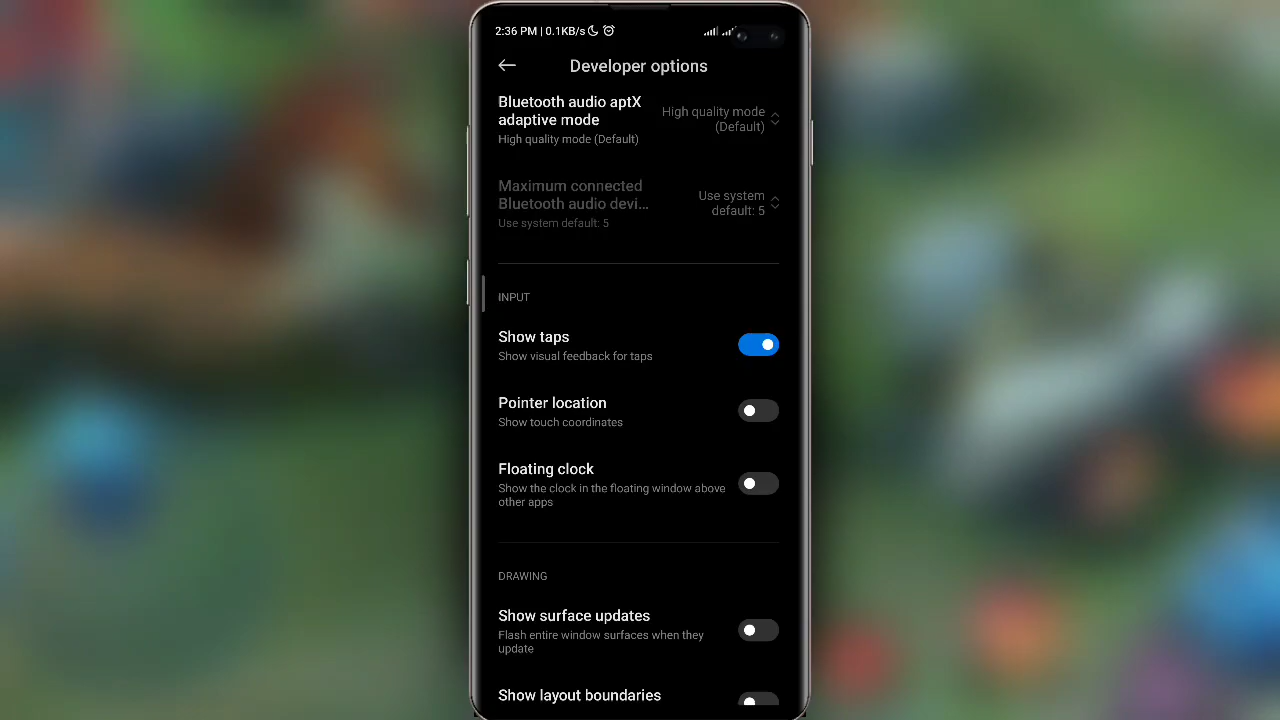 2:36 PM | 0.1KB/s
Developer options
Bluetooth audio aptX
adaptive mode
High quality mode (Default)
High quality mode
(Default)
Maximum connected
Bluetooth audio devi...
Use system default: 5
Use system
default: 5
INPUT
Show taps
Show visual feedback for taps
Pointer location
Show touch coordinates
Floating clock
Show the clock in the floating window above
other apps
DRAWING
Show surface updates
Flash entire window surfaces when they
update
Show layout boundaries